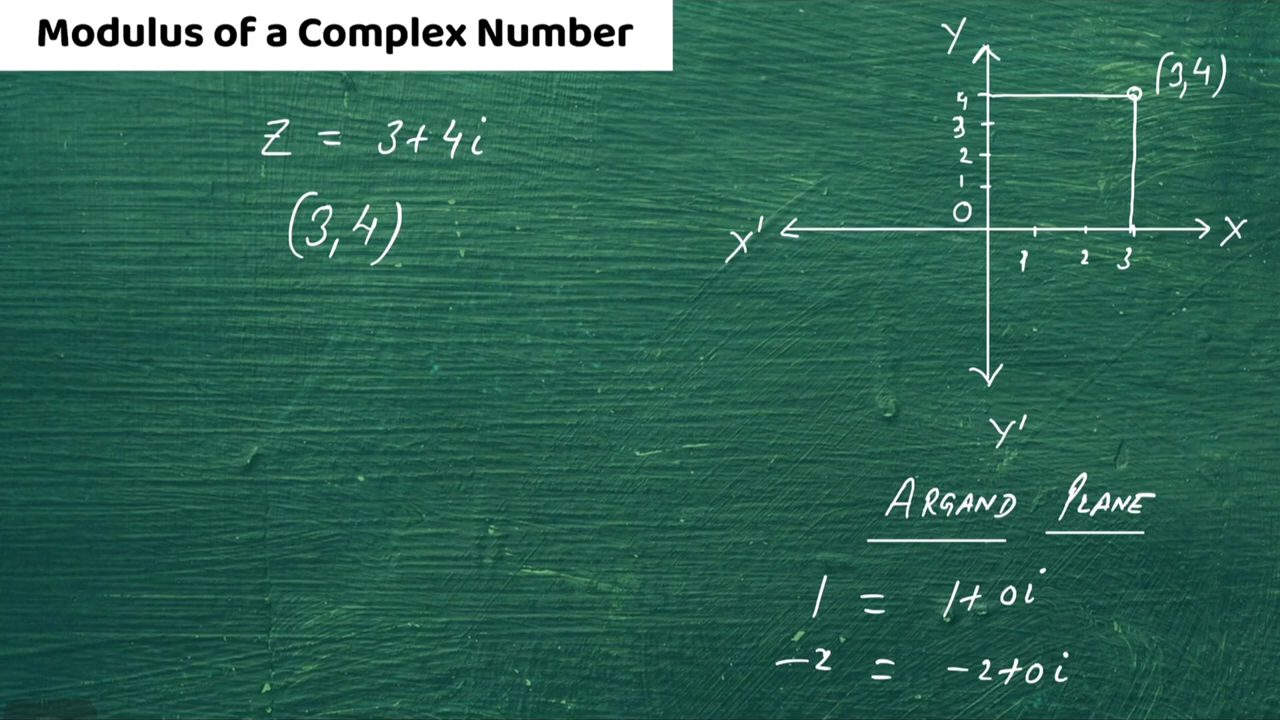 Modulus of a Complex Number
Z = 3+4i
(3,4)
Y
(3,4)
4
3
2
1
0
X'
X
1 2 3
Y'
ARGAND PLANE
1 = 1+0i
-2 = -2+0i